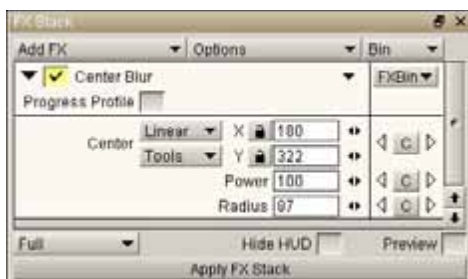 FX Stack
Add FX Options Bin
Center Blur FXBin
Progress Profile
Center Linear X 180
Tools Y 322 C
Power 100 C
Radius 97 C
Full Hide HUD Preview
Apply FX Stack